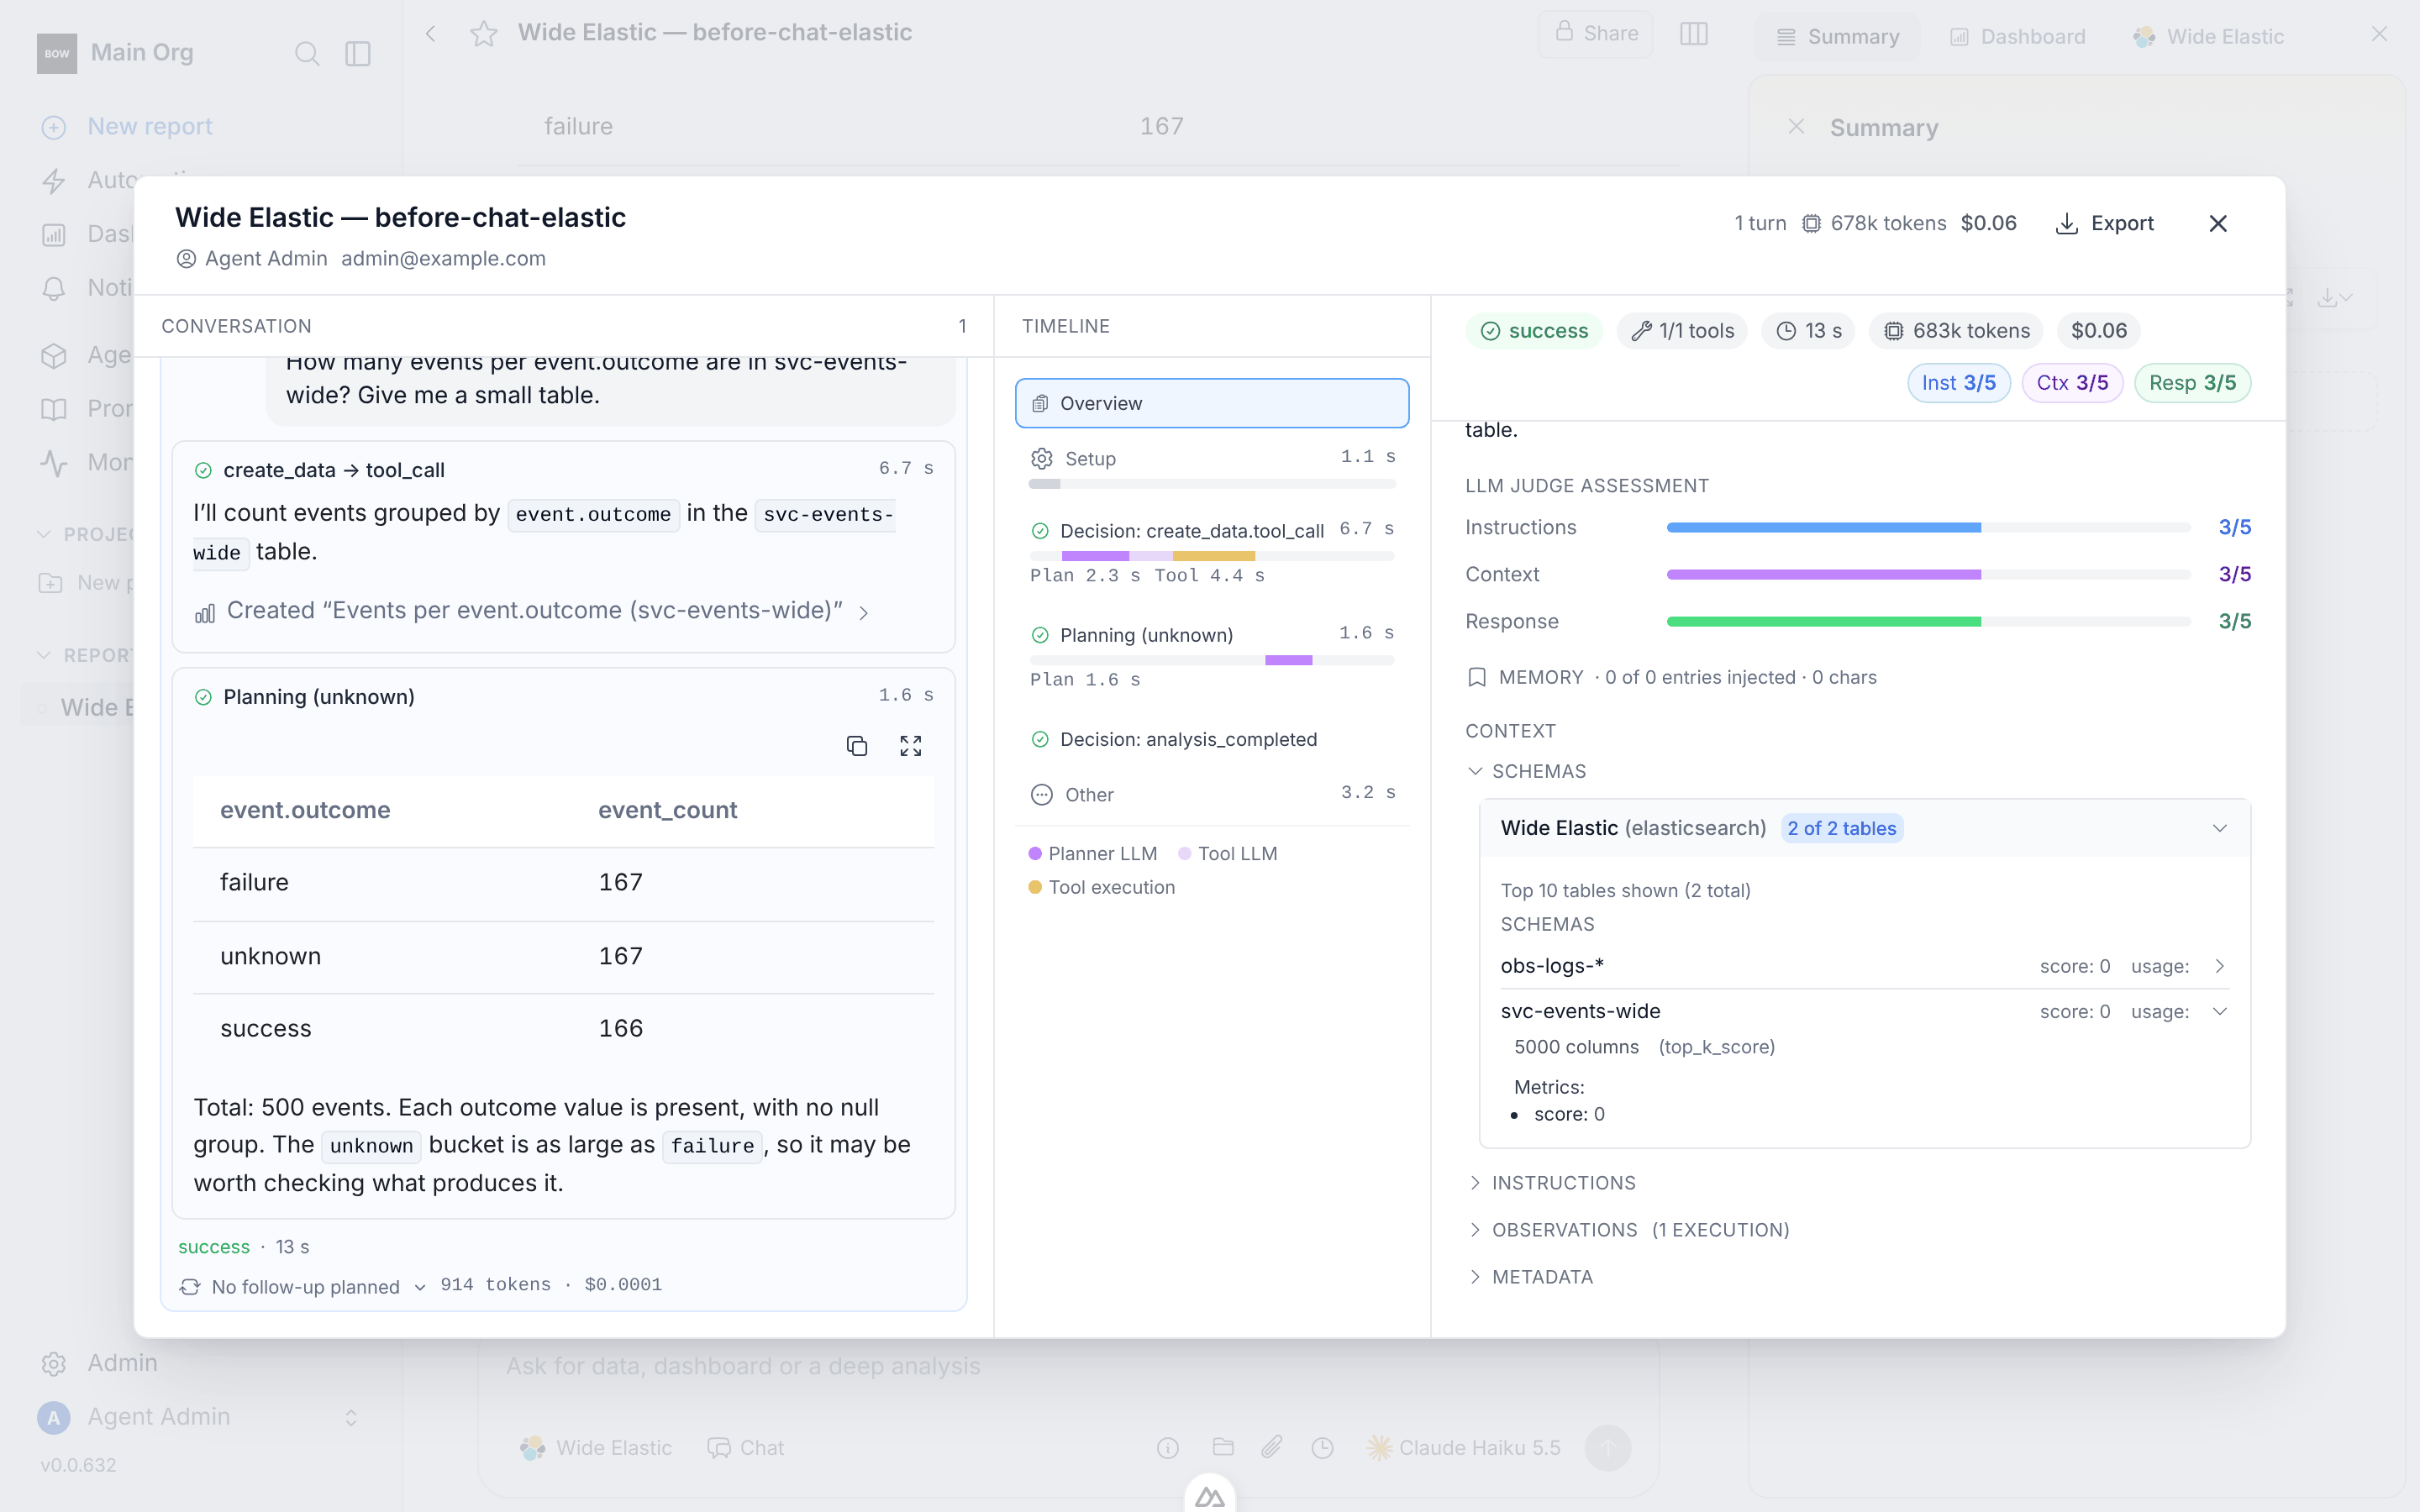 BOW Main Org
New report
Auto
Das
Noti
Age
Pror
Mor
PROJE
New p
REPORT
Wide E
Admin
A Agent Admin
v0.0.632
Wide Elastic — before-chat-elastic
Share
Summary
Dashboard
Wide Elastic
failure 167
Summary
Wide Elastic — before-chat-elastic
Agent Admin admin@example.com
1 turn 678k tokens $0.06 Export
CONVERSATION 1
How many events per event.outcome are in svc-events-
wide? Give me a small table.
create_data → tool_call 6.7 s
I’ll count events grouped by event.outcome in the svc-events-
wide table.
Created “Events per event.outcome (svc-events-wide)”
Planning (unknown) 1.6 s
event.outcome event_count
failure 167
unknown 167
success 166
Total: 500 events. Each outcome value is present, with no null
group. The unknown bucket is as large as failure, so it may be
worth checking what produces it.
success · 13 s
No follow-up planned 914 tokens · $0.0001
TIMELINE
Overview
Setup 1.1 s
Decision: create_data.tool_call 6.7 s
Plan 2.3 s Tool 4.4 s
Planning (unknown) 1.6 s
Plan 1.6 s
Decision: analysis_completed
Other 3.2 s
Planner LLM Tool LLM
Tool execution
success 1/1 tools 13 s 683k tokens $0.06
Inst 3/5 Ctx 3/5 Resp 3/5
table.
LLM JUDGE ASSESSMENT
Instructions 3/5
Context 3/5
Response 3/5
MEMORY · 0 of 0 entries injected · 0 chars
CONTEXT
SCHEMAS
Wide Elastic (elasticsearch) 2 of 2 tables
Top 10 tables shown (2 total)
SCHEMAS
obs-logs-* score: 0 usage:
svc-events-wide score: 0 usage:
5000 columns (top_k_score)
Metrics:
• score: 0
INSTRUCTIONS
OBSERVATIONS (1 EXECUTION)
METADATA
Ask for data, dashboard or a deep analysis
Wide Elastic Chat Claude Haiku 5.5